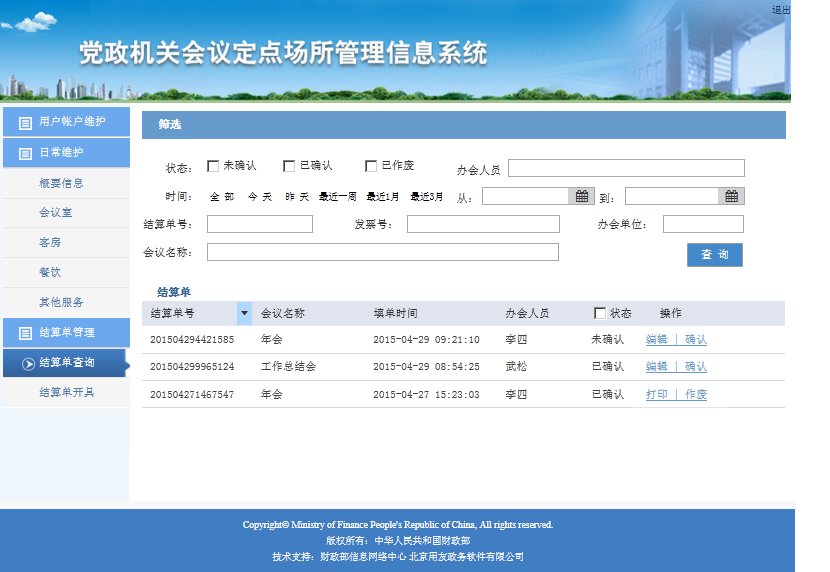 退出
党政机关会议定点场所管理信息系统
用户帐户维护
日常维护
概要信息
会议室
客房
餐饮
其他服务
结算单管理
结算单查询
结算单开具
筛选
状态: 未确认 已确认 已作废 办会人员
时间: 全 部 今 天 昨 天 最近一周 最近1月 最近3月 从: 到:
结算单号: 发票号: 办会单位:
会议名称: 查 询
结算单
结算单号 会议名称 填单时间 办会人员 状态 操作
201504294421585 年会 2015-04-29 09:21:10 李四 未确认 编辑 | 确认
201504299965124 工作总结会 2015-04-29 08:54:25 武松 已确认 编辑 | 确认
201504271467547 年会 2015-04-27 15:23:03 李四 已确认 打印 | 作废
Copyright© Ministry of Finance People's Republic of China, All rights reserved.
版权所有: 中华人民共和國财政部
技术支持: 财政部信息网络中心 北京用友政务软件有限公司